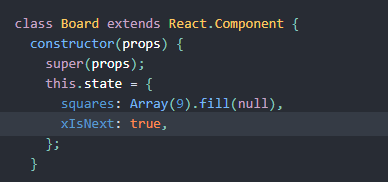 class Board extends React.Component {
  constructor(props) {
    super(props);
    this.state = {
      squares: Array(9).fill(null),
      xIsNext: true,
    };
  }